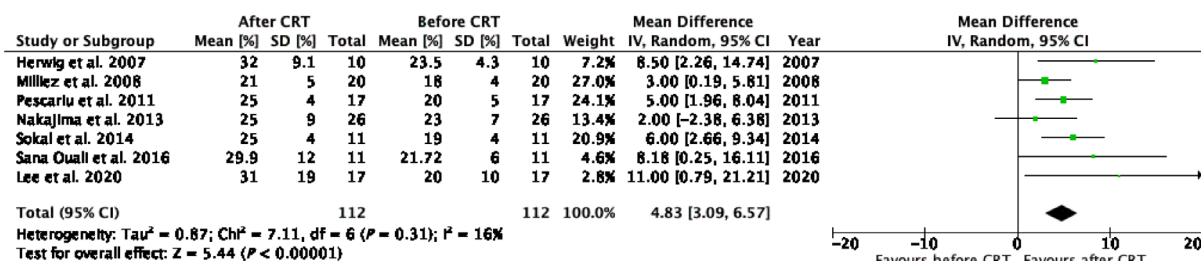 After CRT Before CRT Mean Difference Mean Difference
Study or Subgroup Mean [%] SD [%] Total Mean [%] SD [%] Total Weight IV, Random, 95% CI Year IV, Random, 95% CI
Herwig et al. 2007 32 9.1 10 23.5 4.3 10 7.2% 8.50 [2.26, 14.74] 2007
Milliez et al. 2008 21 5 20 18 4 20 27.0% 3.00 [0.19, 5.81] 2008
Pescariu et al. 2011 25 4 17 20 5 17 24.1% 5.00 [1.96, 8.04] 2011
Nakajima et al. 2013 25 9 26 23 7 26 13.4% 2.00 [−2.38, 6.38] 2013
Sokal et al. 2014 25 4 11 19 4 11 20.9% 6.00 [2.66, 9.34] 2014
Sana Ouali et al. 2016 29.9 12 11 21.72 6 11 4.6% 8.18 [0.25, 16.11] 2016
Lee et al. 2020 31 19 17 20 10 17 2.8% 11.00 [0.79, 21.21] 2020
Total (95% CI) 112 112 100.0% 4.83 [3.09, 6.57]
Heterogeneity: Tau² = 0.87; Chi² = 7.11, df = 6 (P = 0.31); I² = 16%
Test for overall effect: Z = 5.44 (P < 0.00001)
−20 −10 0 10 20
Favours before CRT Favours after CRT